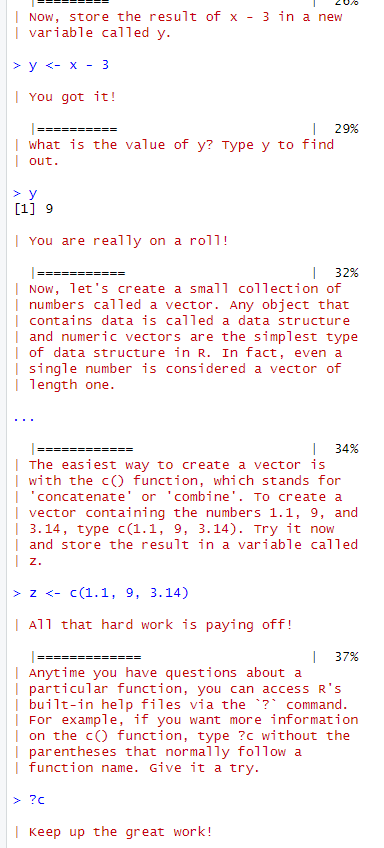 |========= | 26%
| Now, store the result of x - 3 in a new
| variable called y.
> y <- x - 3
| You got it!
|========== | 29%
| What is the value of y? Type y to find
| out.
> y
[1] 9
| You are really on a roll!
|=========== | 32%
| Now, let's create a small collection of
| numbers called a vector. Any object that
| contains data is called a data structure
| and numeric vectors are the simplest type
| of data structure in R. In fact, even a
| single number is considered a vector of
| length one.
...
|============ | 34%
| The easiest way to create a vector is
| with the c() function, which stands for
| 'concatenate' or 'combine'. To create a
| vector containing the numbers 1.1, 9, and
| 3.14, type c(1.1, 9, 3.14). Try it now
| and store the result in a variable called
| z.
> z <- c(1.1, 9, 3.14)
| All that hard work is paying off!
|============= | 37%
| Anytime you have questions about a
| particular function, you can access R's
| built-in help files via the `?` command.
| For example, if you want more information
| on the c() function, type ?c without the
| parentheses that normally follow a
| function name. Give it a try.
> ?c
| Keep up the great work!